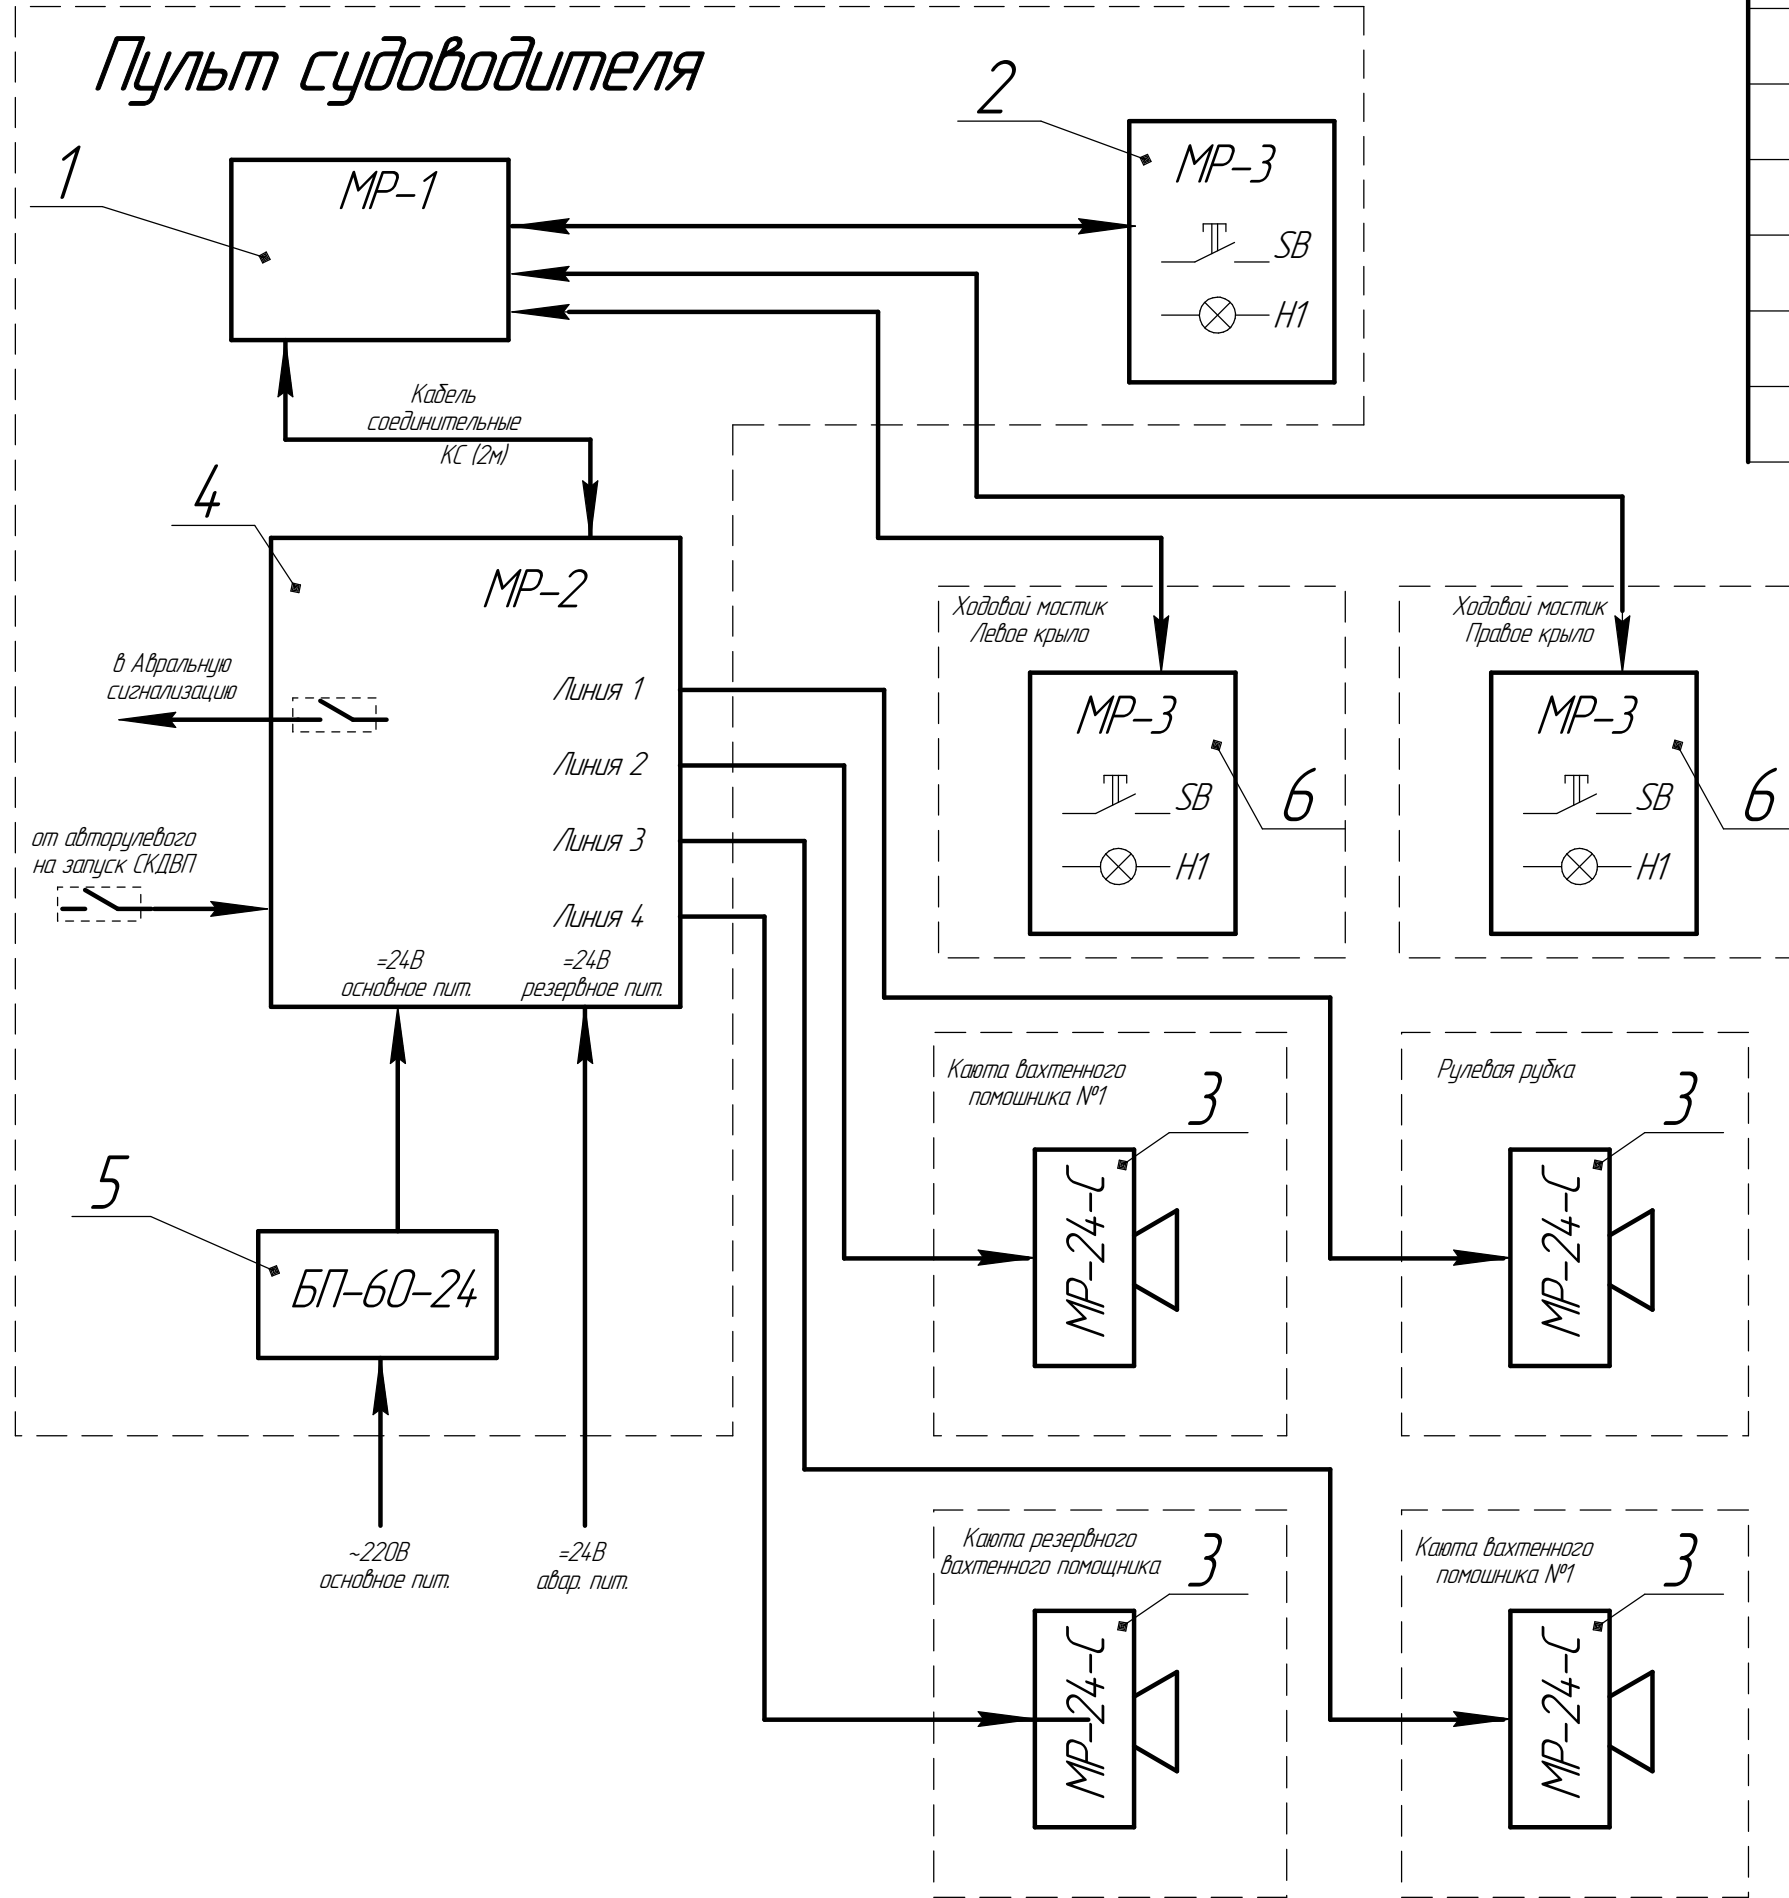 Пульт судоводителя
1
МР-1
2
МР-3
SB
H1
Кабель
соединительные
КС (2м)
4
МР-2
в Авральную
сигнализацию
Линия 1
Линия 2
Линия 3
Линия 4
от авторулевого
на запуск СКДВП
=24В
основное пит.
=24В
резервное пит.
5
БП-60-24
~220В
основное пит.
=24В
авар. пит.
Ходовой мостик
Левое крыло
МР-3
SB
H1
6
Ходовой мостик
Правое крыло
МР-3
SB
H1
6
Каюта вахтенного
помошника №1
3
МР-24-С
Рулевая рубка
3
МР-24-С
Каюта резервного
вахтенного помощника
3
МР-24-С
Каюта вахтенного
помошника №1
3
МР-24-С